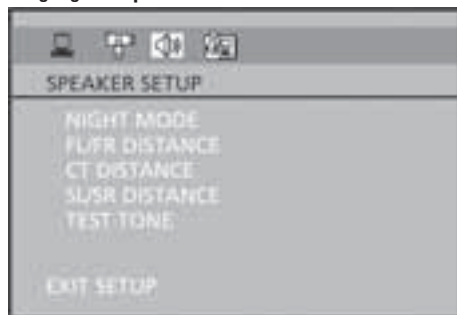 SPEAKER SETUP
NIGHT MODE
FL/FR DISTANCE
CT DISTANCE
SL/SR DISTANCE
TEST TONE
EXIT SETUP